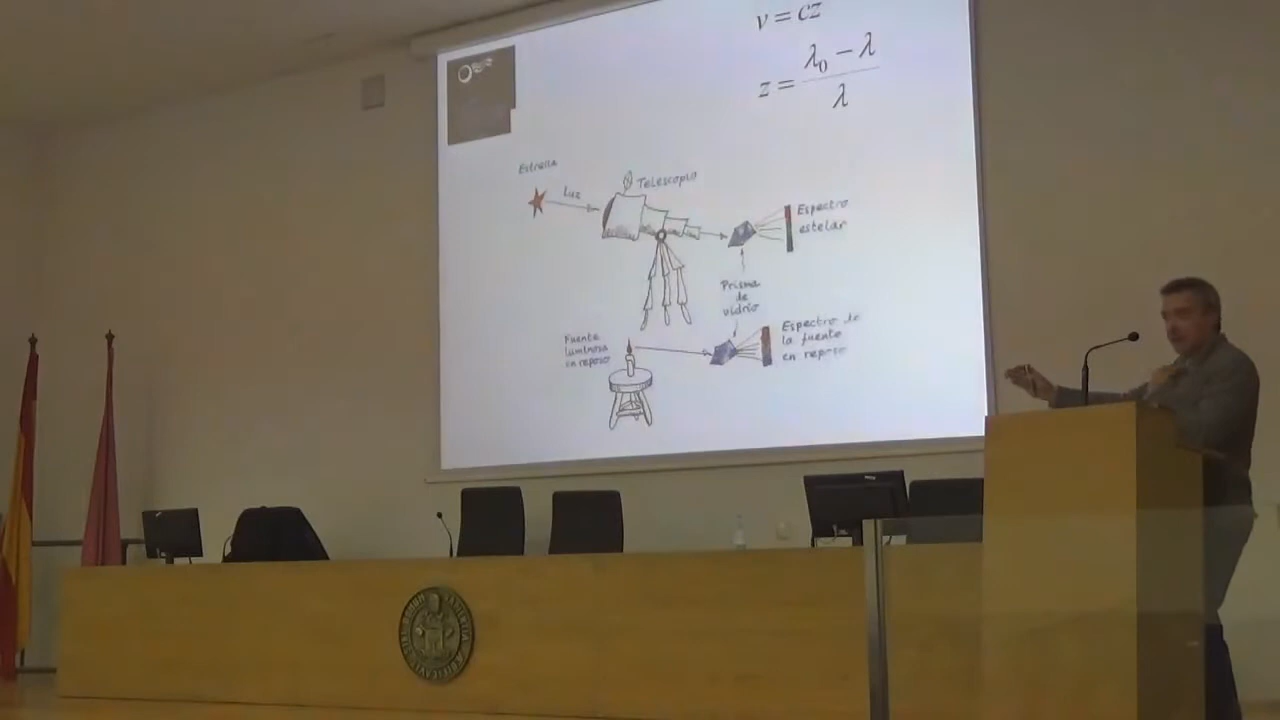 v = cz
z = (λ₀ − λ) / λ
Estrella
Luz
Telescopio
Espectro
estelar
Prisma
de
vidrio
Fuente
luminosa
en reposo
Espectro de
la fuente
en reposo